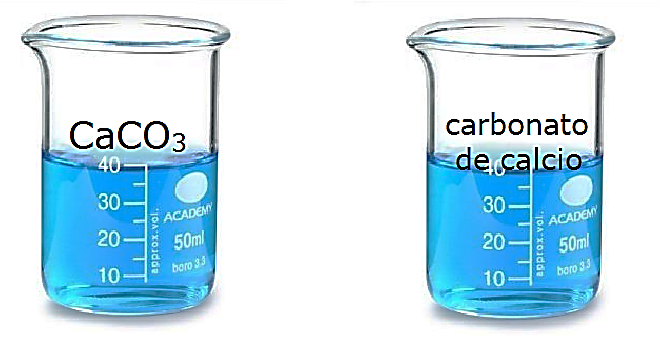 CaCO₃
40
30
20
10
approx.vol.
ACADEMY
50ml
boro 3.3
carbonato
de calcio
40
30
20
10
approx.vol.
ACADEMY
50ml
boro 3.3